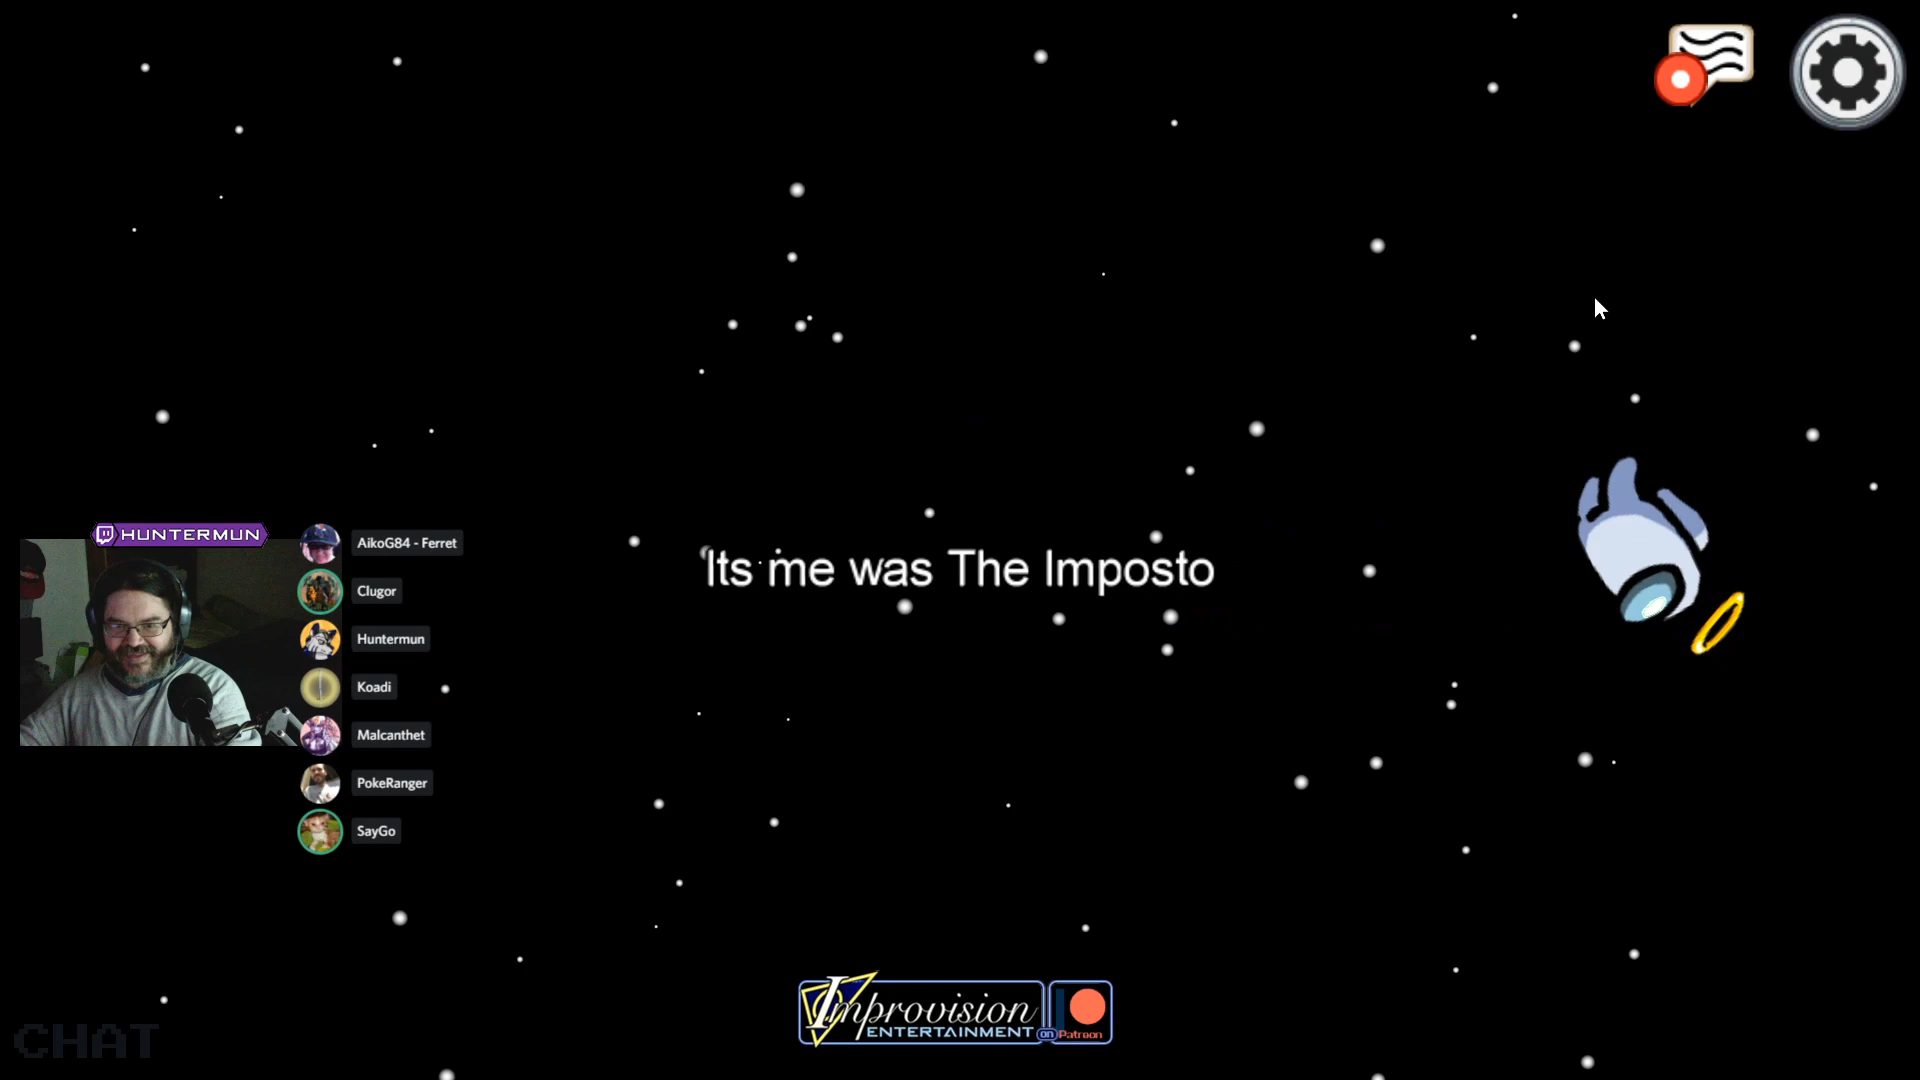 HUNTERMUN
AikoG84 - Ferret
Clugor
Huntermun
Its me was The Imposto
Koadi
Malcanthet
PokeRanger
SayGo
Improvision
ENTERTAINMENT
on Patreon
CHAT